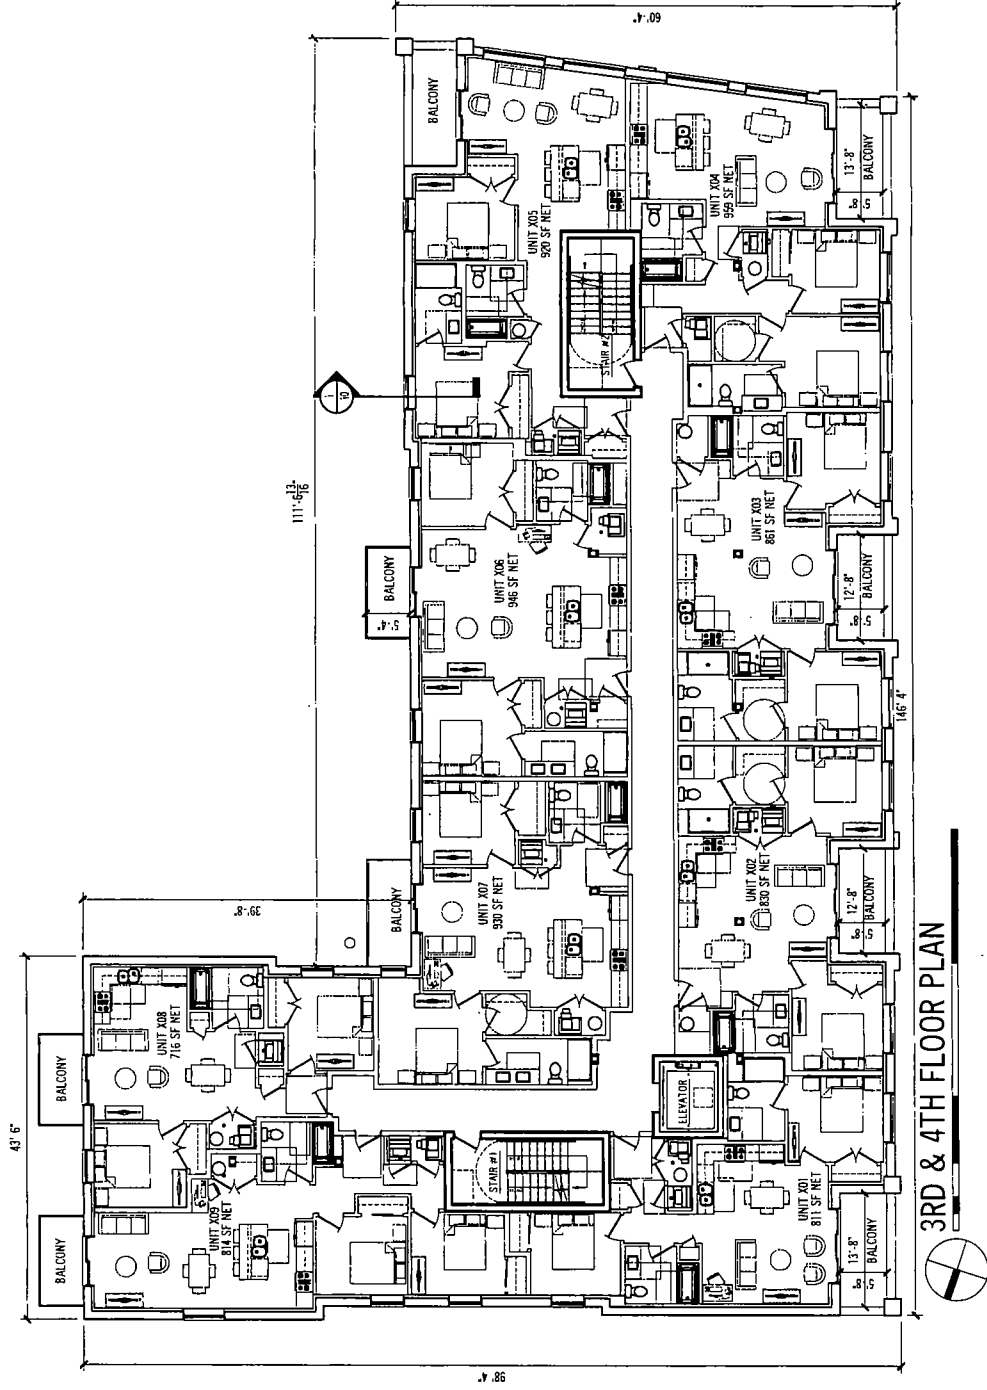 60'-4"
BALCONY
13'-8"
BALCONY
5'-8"
UNIT X05
920 SF NET
UNIT X04
959 SF NET
STAIR #2
111'-6 13/16"
BALCONY
5'-4"
UNIT X06
946 SF NET
UNIT X03
861 SF NET
12'-8"
BALCONY
5'-8"
146' 4"
39'-8"
BALCONY
UNIT X07
930 SF NET
UNIT X02
830 SF NET
12'-8"
BALCONY
5'-8"
43' 6"
BALCONY
UNIT X08
716 SF NET
ELEVATOR
STAIR #1
BALCONY
UNIT X09
814 SF NET
UNIT X01
811 SF NET
13'-8"
BALCONY
5'-8"
98'-4"
3RD & 4TH FLOOR PLAN